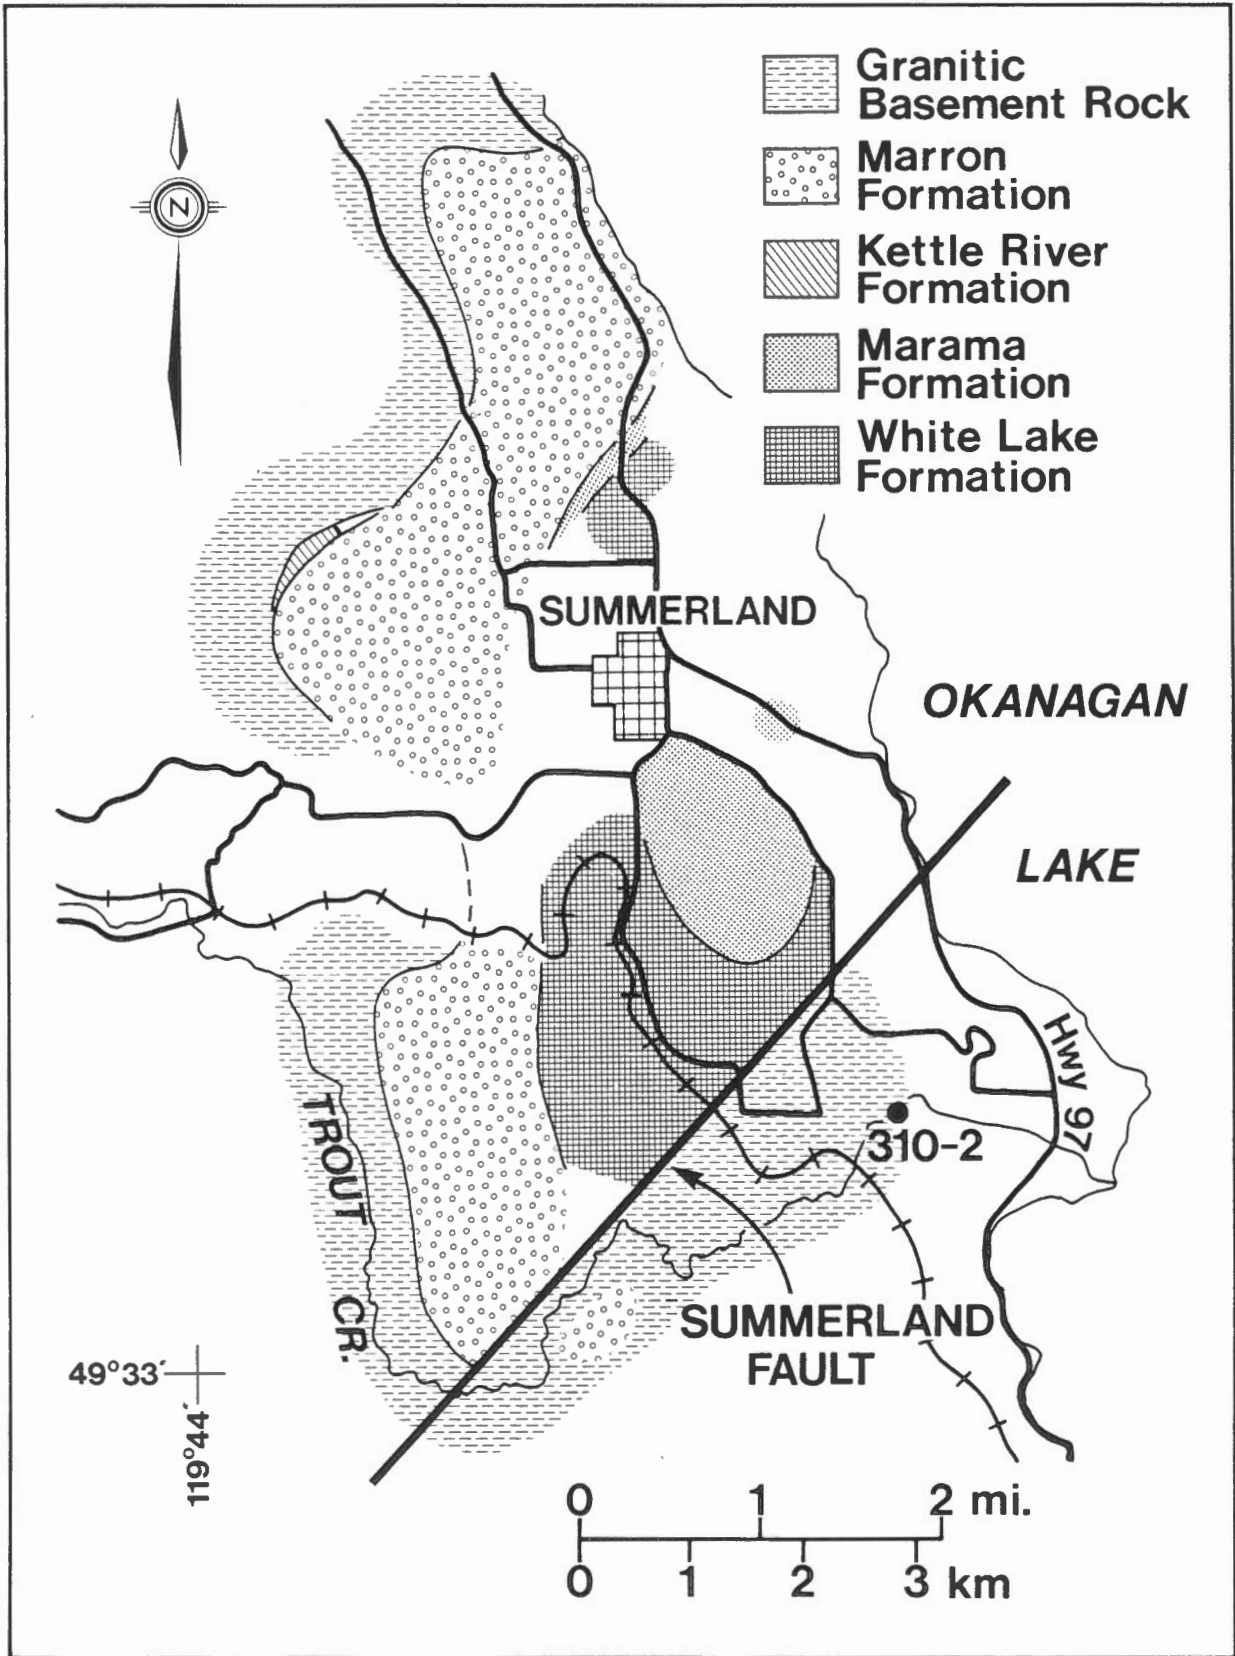 Granitic
Basement Rock
Marron
Formation
Kettle River
Formation
Marama
Formation
White Lake
Formation
N
SUMMERLAND
OKANAGAN
LAKE
Hwy 97
310-2
TROUT
CR.
SUMMERLAND
FAULT
49°33′
119°44′
0 1 2 mi.
0 1 2 3 km